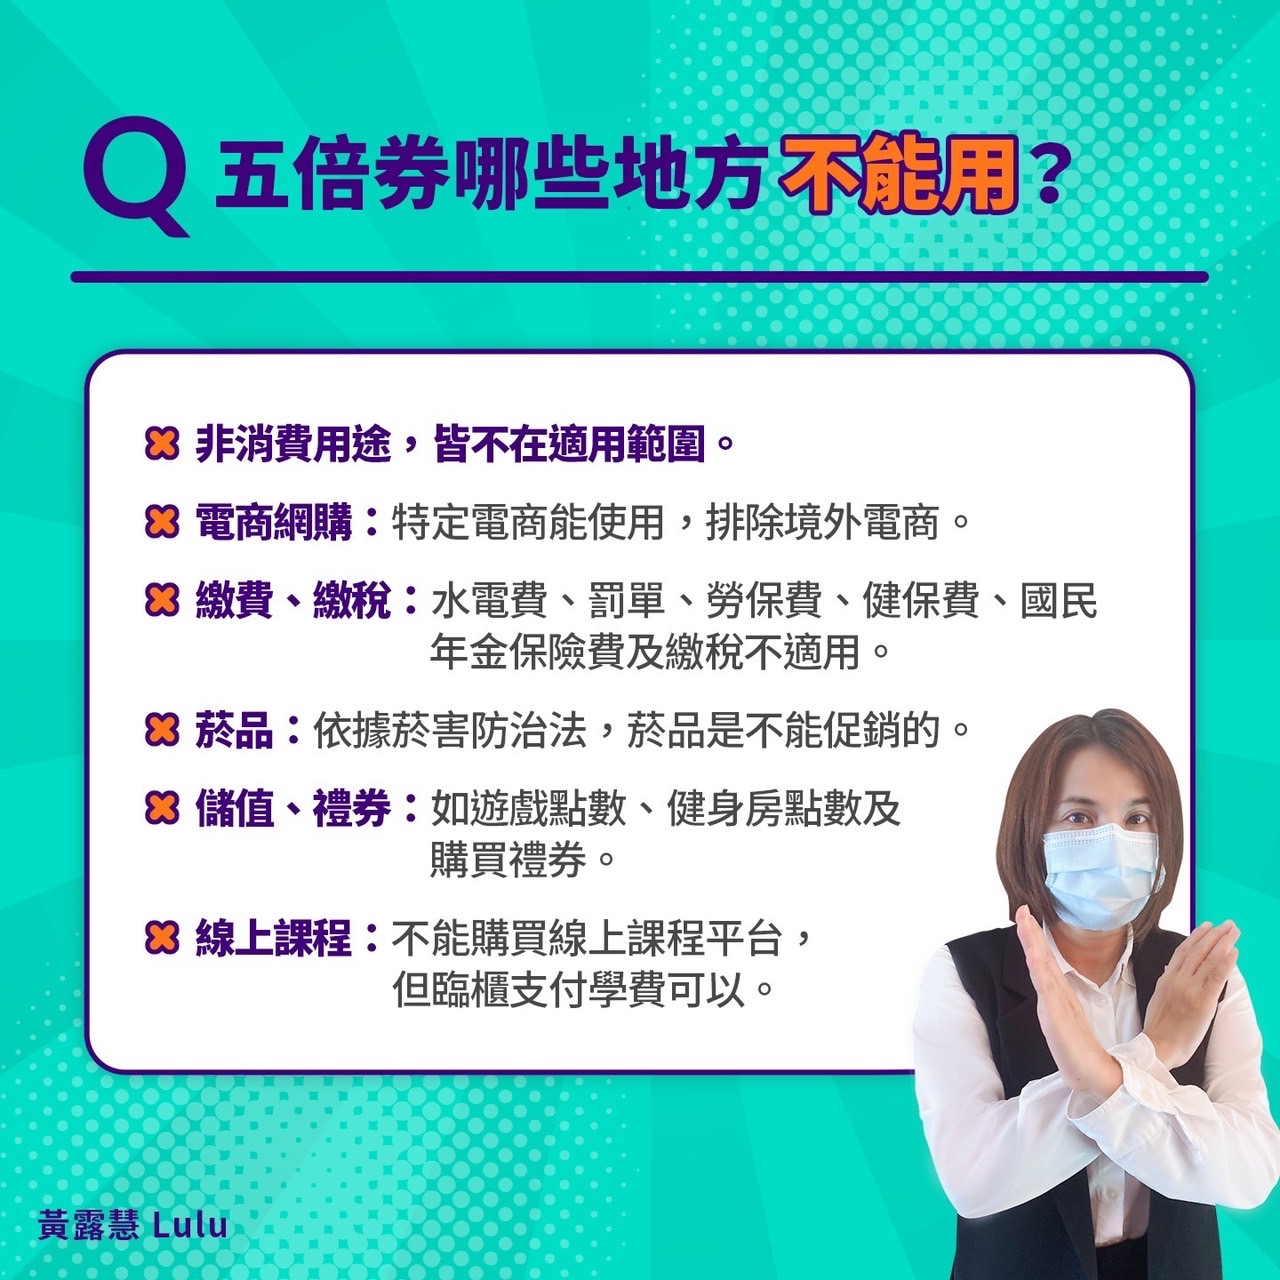 Q 五倍券哪些地方不能用？
非消費用途，皆不在適用範圍。
電商網購：特定電商能使用，排除境外電商。
繳費、繳稅：水電費、罰單、勞保費、健保費、國民
年金保險費及繳稅不適用。
菸品：依據菸害防治法，菸品是不能促銷的。
儲值、禮券：如遊戲點數、健身房點數及
購買禮券。
線上課程：不能購買線上課程平台，
但臨櫃支付學費可以。
黃露慧 Lulu